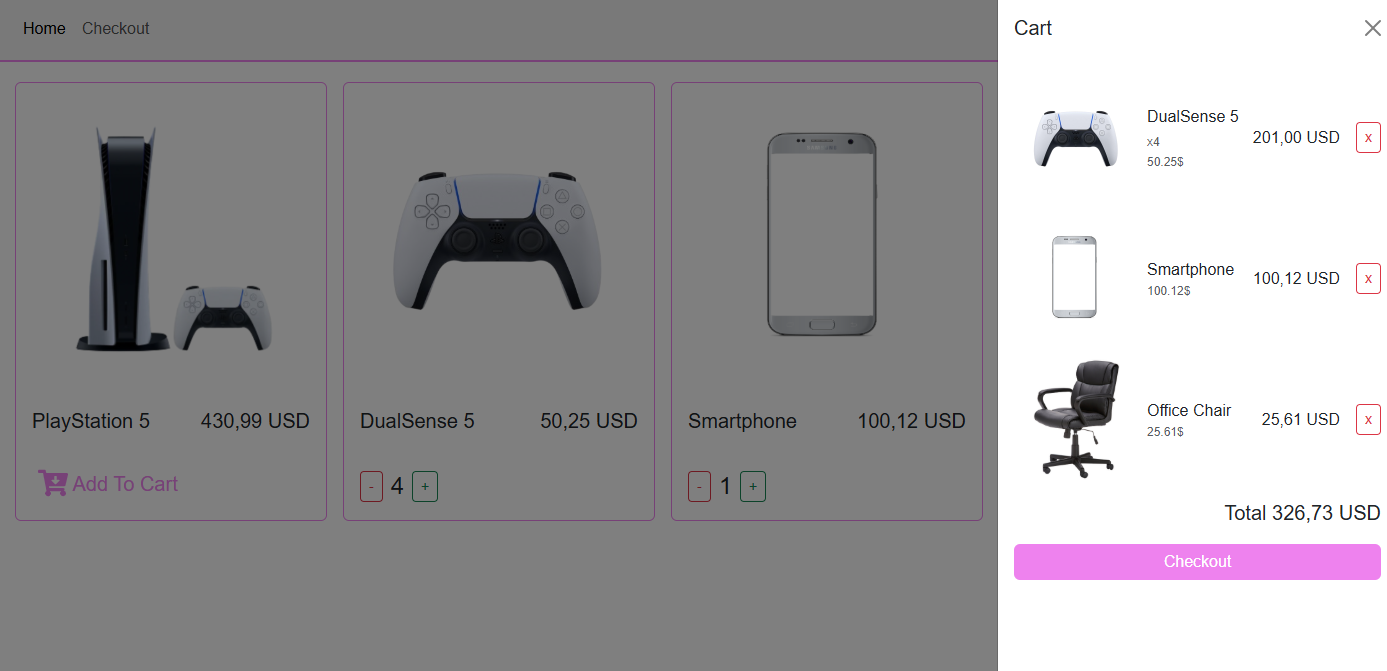 Home Checkout
PlayStation 5 430,99 USD
Add To Cart
DualSense 5 50,25 USD
- 4 +
Smartphone 100,12 USD
- 1 +
Cart
DualSense 5
x4
50.25$
201,00 USD
x
Smartphone
100.12$
100,12 USD
x
Office Chair
25.61$
25,61 USD
x
Total 326,73 USD
Checkout